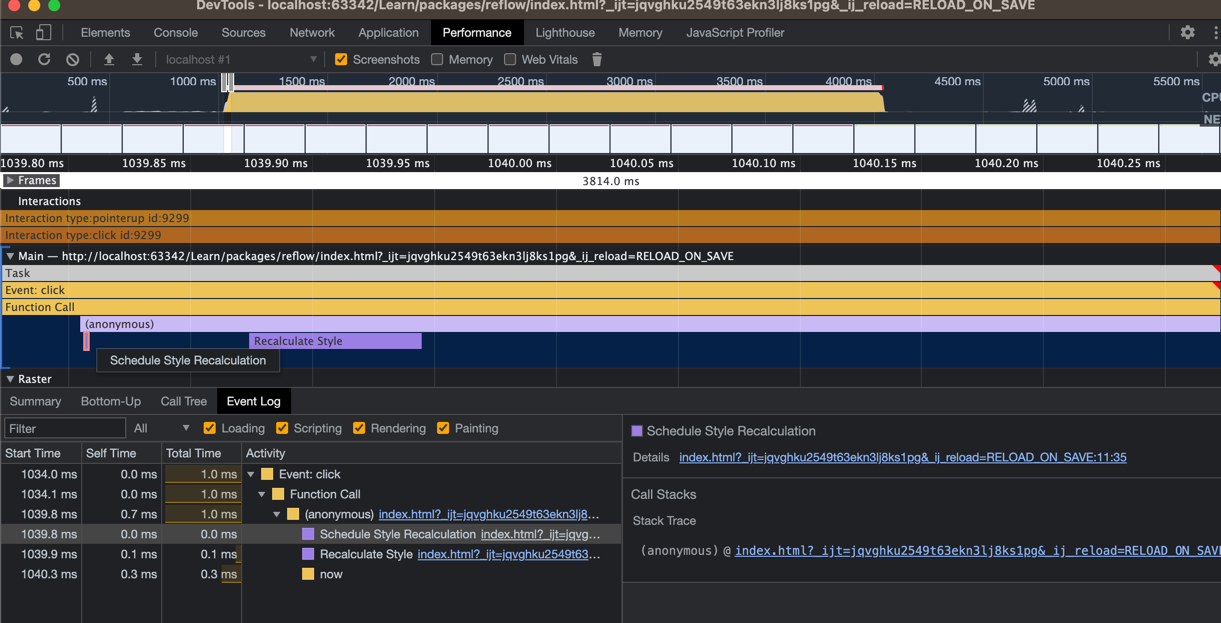 DevTools - localhost:63342/Learn/packages/reflow/index.html?_ijt=jqvghku2549t63ekn3lj8ks1pg&_ij_reload=RELOAD_ON_SAVE
Elements Console Sources Network Application Performance Lighthouse Memory JavaScript Profiler
localhost #1 Screenshots Memory Web Vitals
500 ms 1000 ms 1500 ms 2000 ms 2500 ms 3000 ms 3500 ms 4000 ms 4500 ms 5000 ms 5500 ms
CPU
NE
1039.80 ms 1039.85 ms 1039.90 ms 1039.95 ms 1040.00 ms 1040.05 ms 1040.10 ms 1040.15 ms 1040.20 ms 1040.25 ms
Frames 3814.0 ms
Interactions
Interaction type:pointerup id:9299
Interaction type:click id:9299
Main — http://localhost:63342/Learn/packages/reflow/index.html?_ijt=jqvghku2549t63ekn3lj8ks1pg&_ij_reload=RELOAD_ON_SAVE
Task
Event: click
Function Call
(anonymous)
Recalculate Style
Schedule Style Recalculation
Raster
Summary Bottom-Up Call Tree Event Log
Filter All Loading Scripting Rendering Painting
Start Time Self Time Total Time Activity
1034.0 ms 0.0 ms 1.0 ms Event: click
1034.1 ms 0.0 ms 1.0 ms Function Call
1039.8 ms 0.7 ms 1.0 ms (anonymous) index.html?_ijt=jqvghku2549t63ekn3lj8...
1039.8 ms 0.0 ms 0.0 ms Schedule Style Recalculation index.html?_ijt=jqvg...
1039.9 ms 0.1 ms 0.1 ms Recalculate Style index.html?_ijt=jqvghku2549t63...
1040.3 ms 0.3 ms 0.3 ms now
Schedule Style Recalculation
Details index.html?_ijt=jqvghku2549t63ekn3lj8ks1pg&_ij_reload=RELOAD_ON_SAVE:11:35
Call Stacks
Stack Trace
(anonymous) @ index.html?_ijt=jqvghku2549t63ekn3lj8ks1pg&_ij_reload=RELOAD_ON_SAV